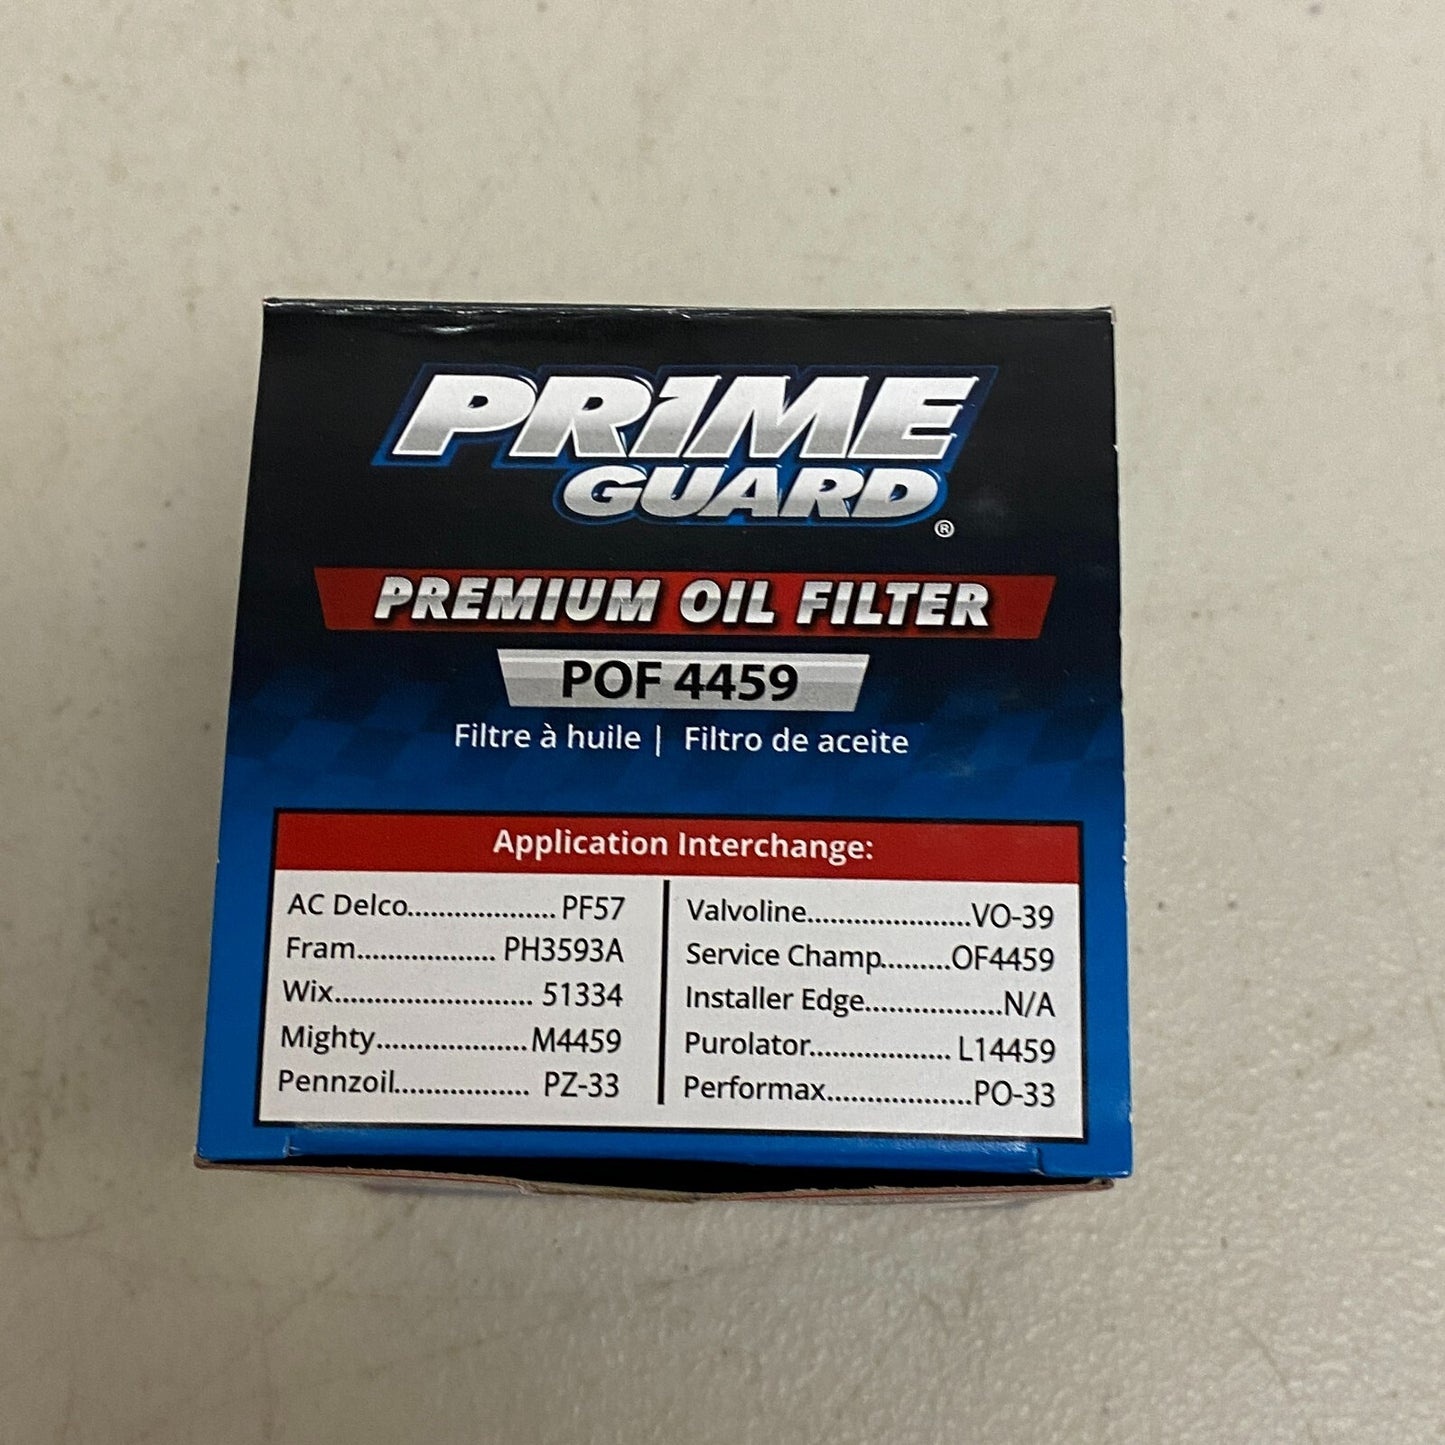 PRIME
GUARD®
PREMIUM OIL FILTER
POF 4459
Filtre à huile | Filtro de aceite
Application Interchange:
AC Delco................... PF57
Fram.................. PH3593A
Wix.......................... 51334
Mighty....................M4459
Pennzoil................. PZ-33
Valvoline.....................VO-39
Service Champ.........OF4459
Installer Edge..................N/A
Purolator.................. L14459
Performax...................PO-33